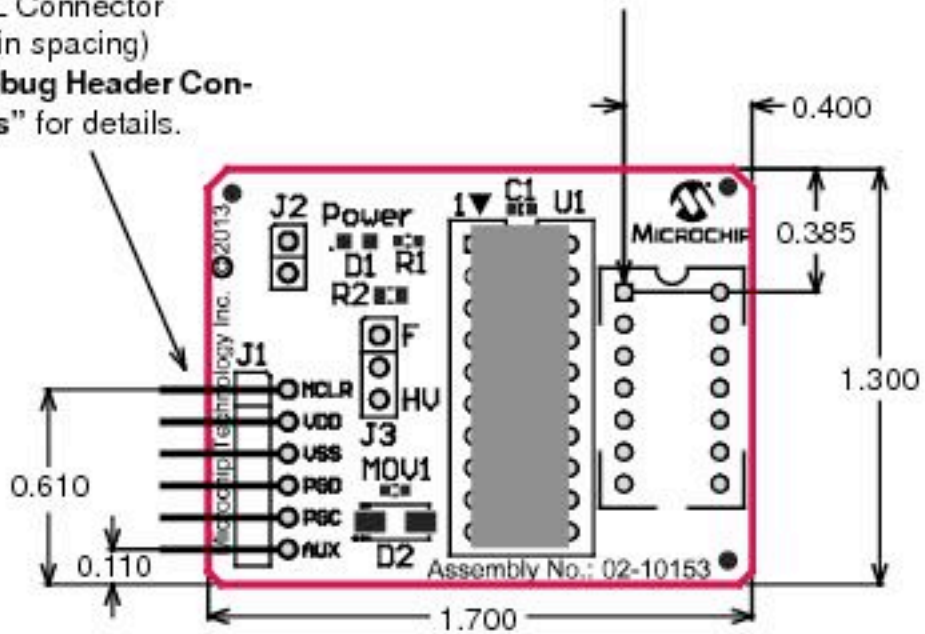 L Connector
in spacing)
bug Header Con-
s” for details.
0.400
0.385
1.300
0.610
0.110
1.700
©2013
Microchip Technology Inc.
J2
Power
D1
R1
R2
1▼
C1
U1
MICROCHIP
F
HV
J3
J1
MCLR
VDD
VSS
PGD
PGC
AUX
MOV1
D2
Assembly No.: 02-10153